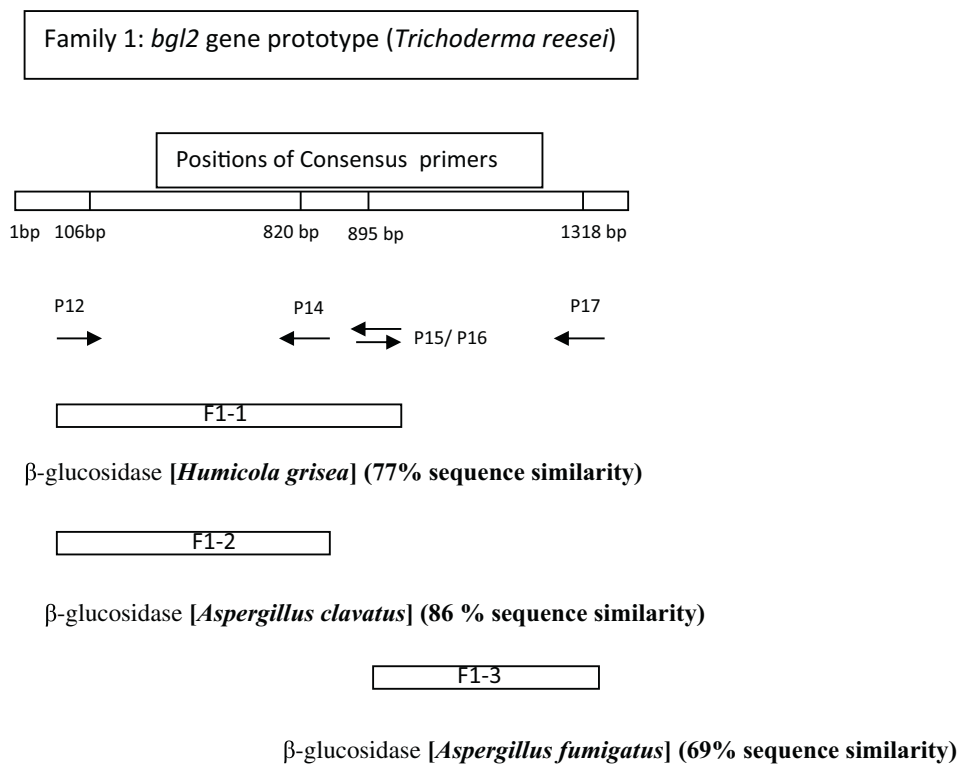 Family 1: bgl2 gene prototype (Trichoderma reesei)
Positions of Consensus primers
1bp 106bp 820 bp 895 bp 1318 bp
P12 P14 P17
P15/ P16
F1-1
β-glucosidase [Humicola grisea] (77% sequence similarity)
F1-2
β-glucosidase [Aspergillus clavatus] (86 % sequence similarity)
F1-3
β-glucosidase [Aspergillus fumigatus] (69% sequence similarity)